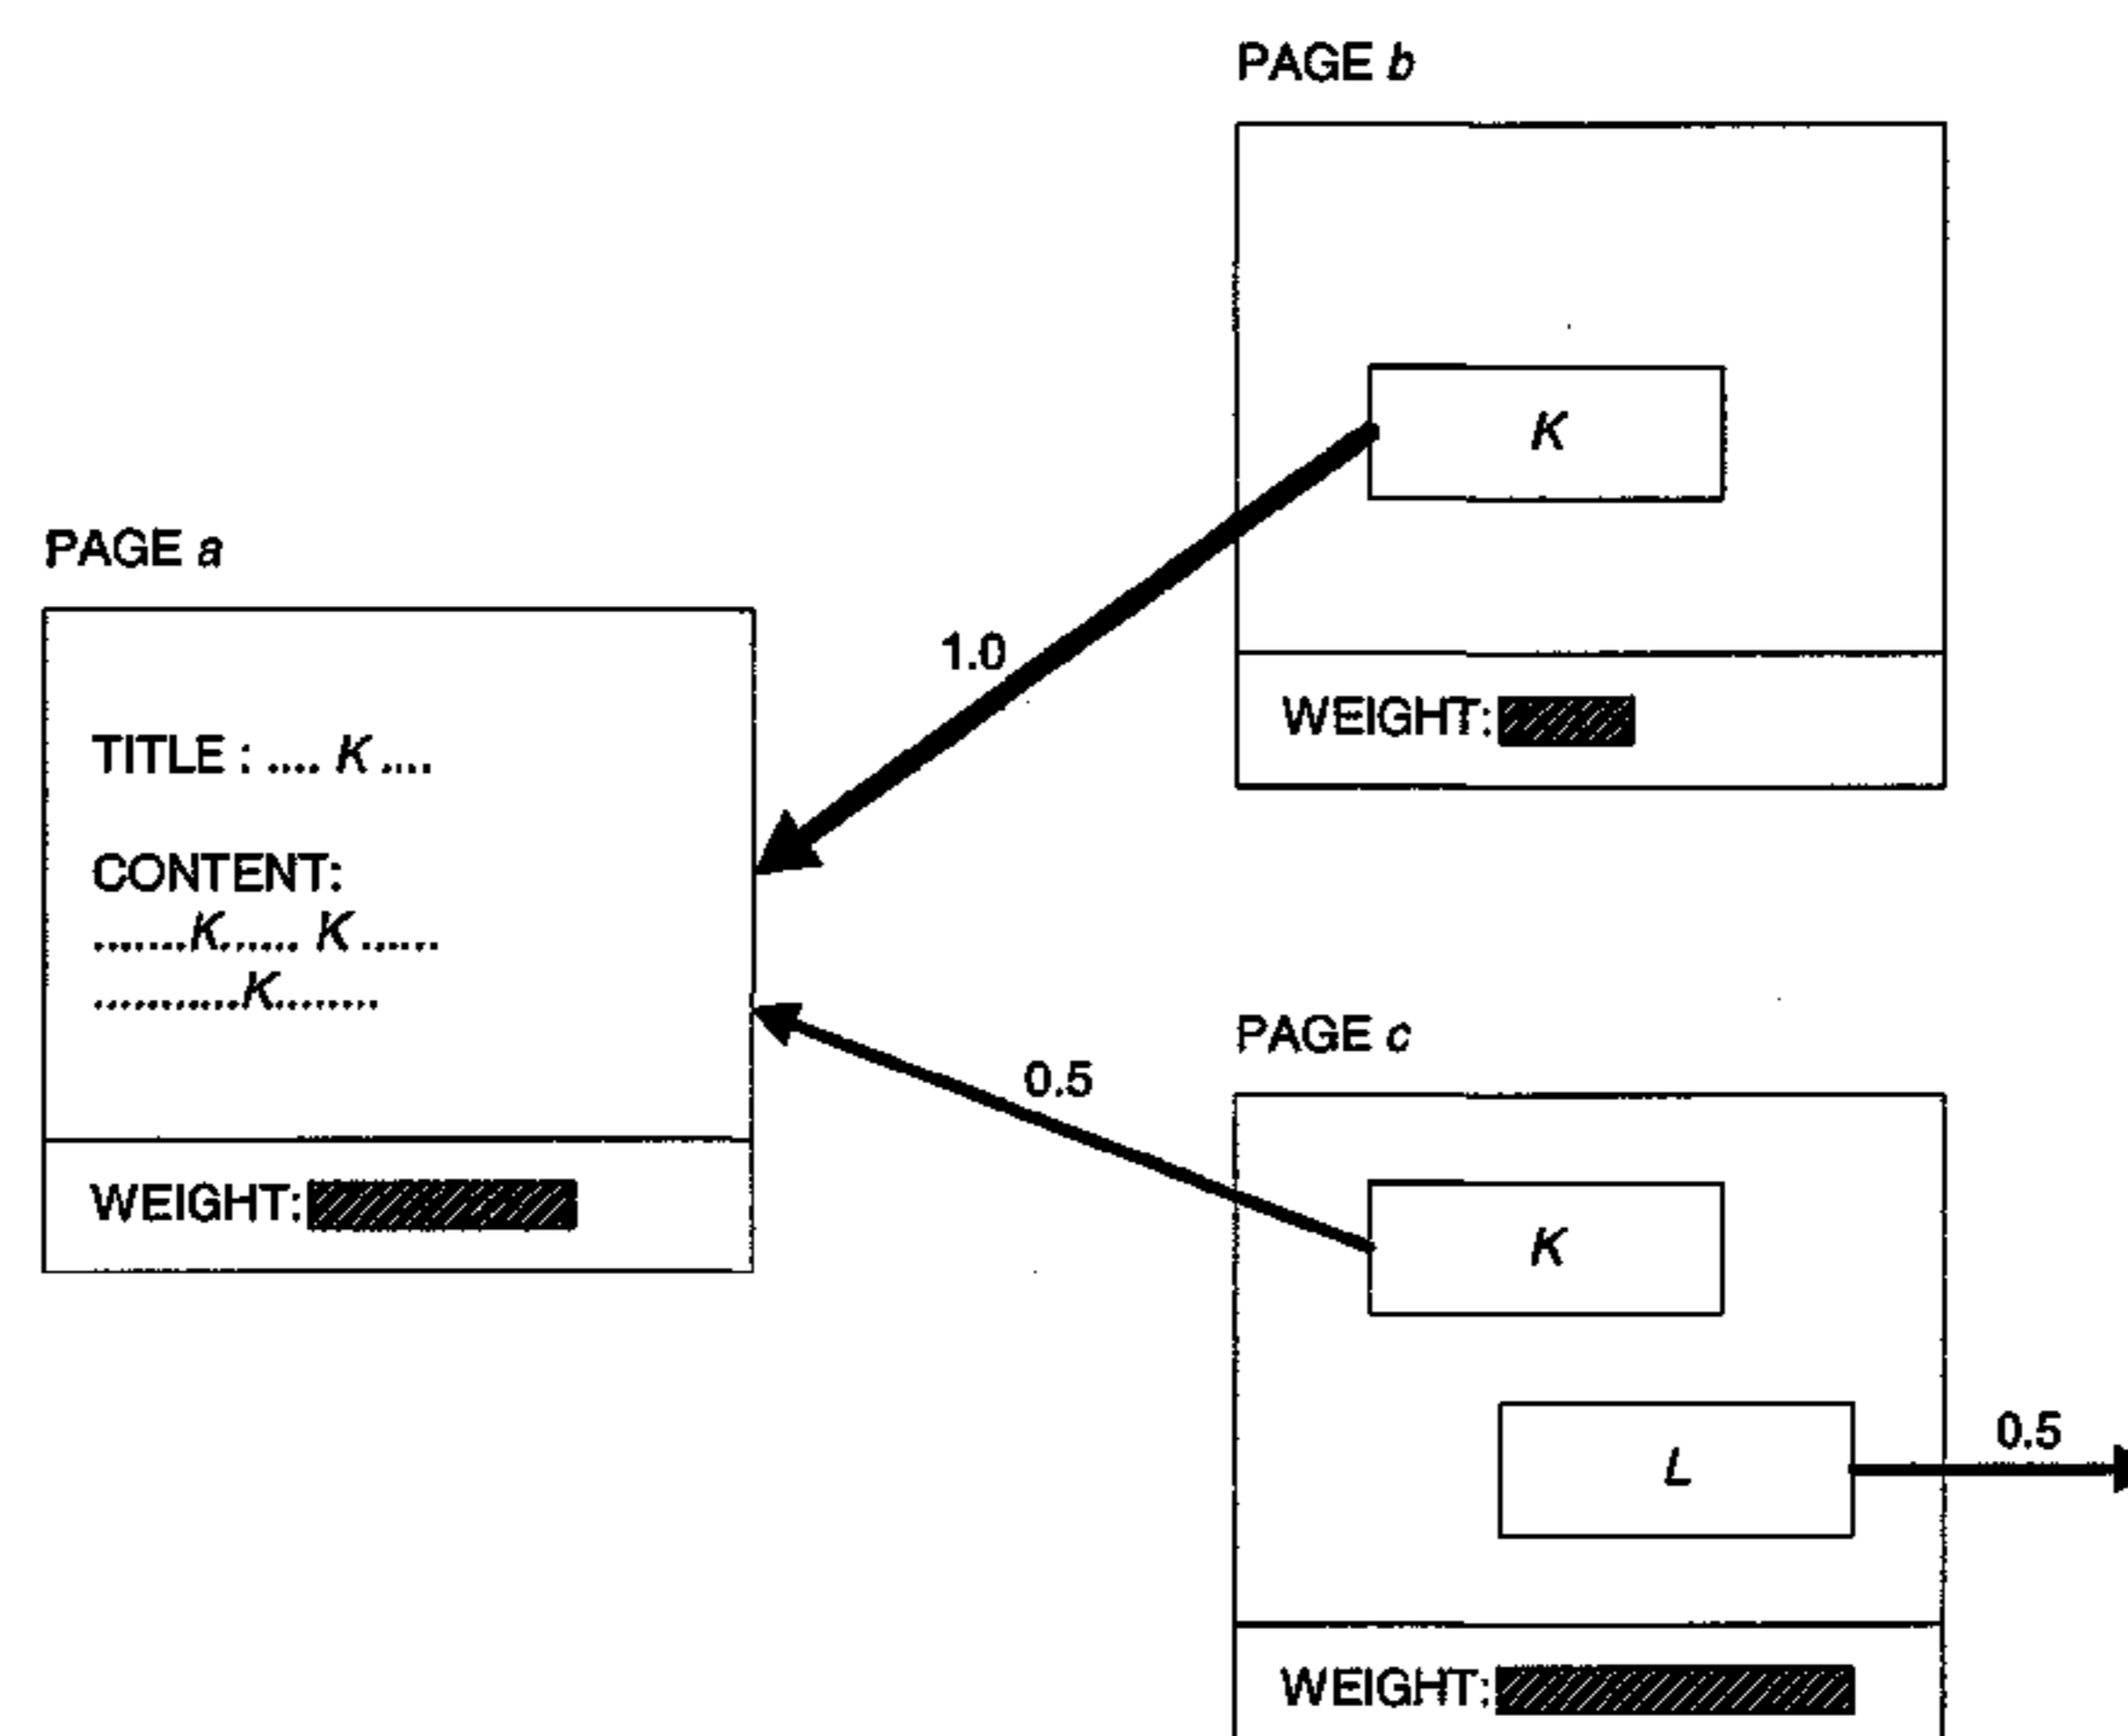 PAGE b
K
WEIGHT:
1.0
PAGE a
TITLE : .... K ....
CONTENT:
.......K...... K ......
...........K........
WEIGHT:
0.5
PAGE c
K
L
0.5
WEIGHT: